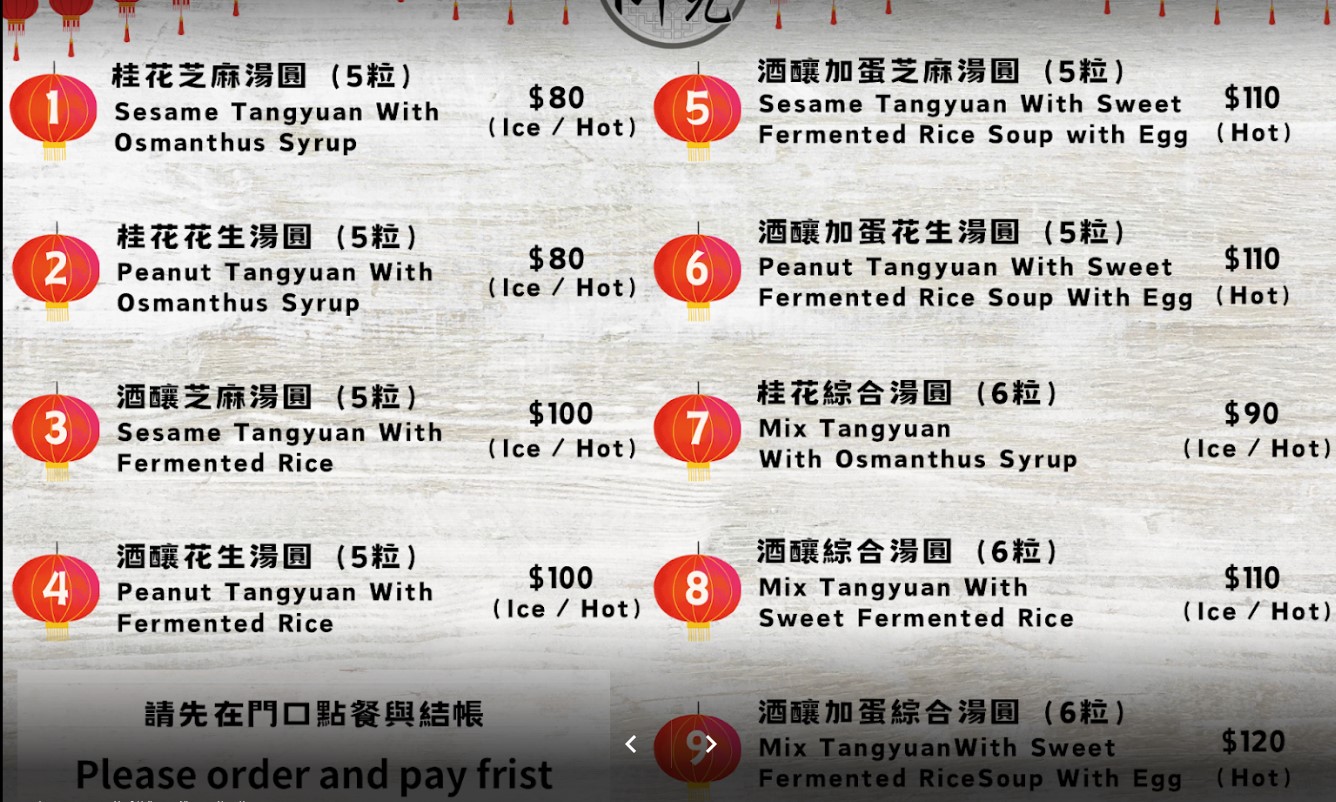 1
桂花芝麻湯圓 (5粒)
Sesame Tangyuan With
Osmanthus Syrup
$80
(Ice / Hot)
2
桂花花生湯圓 (5粒)
Peanut Tangyuan With
Osmanthus Syrup
$80
(Ice / Hot)
3
酒釀芝麻湯圓 (5粒)
Sesame Tangyuan With
Fermented Rice
$100
(Ice / Hot)
4
酒釀花生湯圓 (5粒)
Peanut Tangyuan With
Fermented Rice
$100
(Ice / Hot)
請先在門口點餐與結帳
Please order and pay frist
5
酒釀加蛋芝麻湯圓 (5粒)
Sesame Tangyuan With Sweet
Fermented Rice Soup with Egg
$110
(Hot)
6
酒釀加蛋花生湯圓 (5粒)
Peanut Tangyuan With Sweet
Fermented Rice Soup With Egg
$110
(Hot)
7
桂花綜合湯圓 (6粒)
Mix Tangyuan
With Osmanthus Syrup
$90
(Ice / Hot)
8
酒釀綜合湯圓 (6粒)
Mix Tangyuan With
Sweet Fermented Rice
$110
(Ice / Hot)
9
酒釀加蛋綜合湯圓 (6粒)
Mix TangyuanWith Sweet
Fermented RiceSoup With Egg
$120
(Hot)